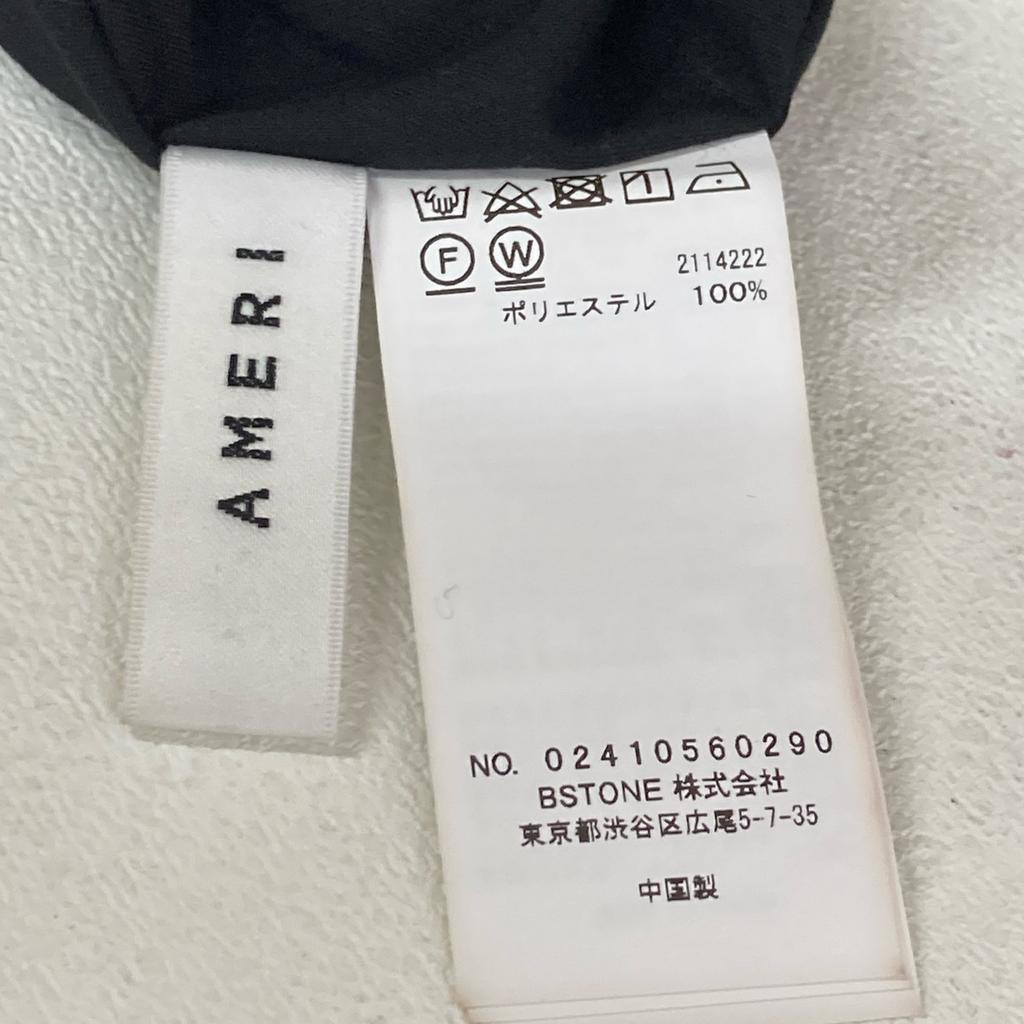 AMERI
F W
2114222
ポリエステル 100%
NO. 02410560290
BSTONE 株式会社
東京都渋谷区広尾5-7-35
中国製